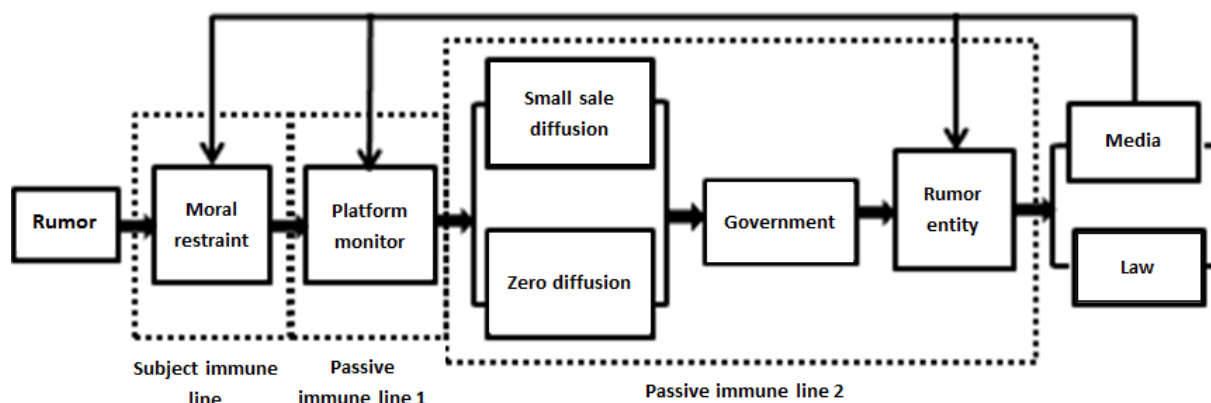 Rumor
Moral
restraint
Platform
monitor
Small sale
diffusion
Zero diffusion
Government
Rumor
entity
Media
Law
Subject immune
line
Passive
immune line 1
Passive immune line 2